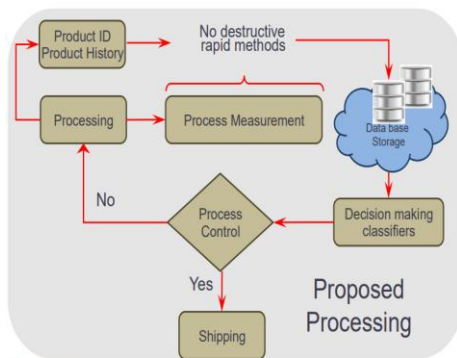 Product ID
Product History
No destructive
rapid methods
Processing
Process Measurement
Data base
Storage
No
Process
Control
Decision making
classifiers
Yes
Proposed
Processing
Shipping